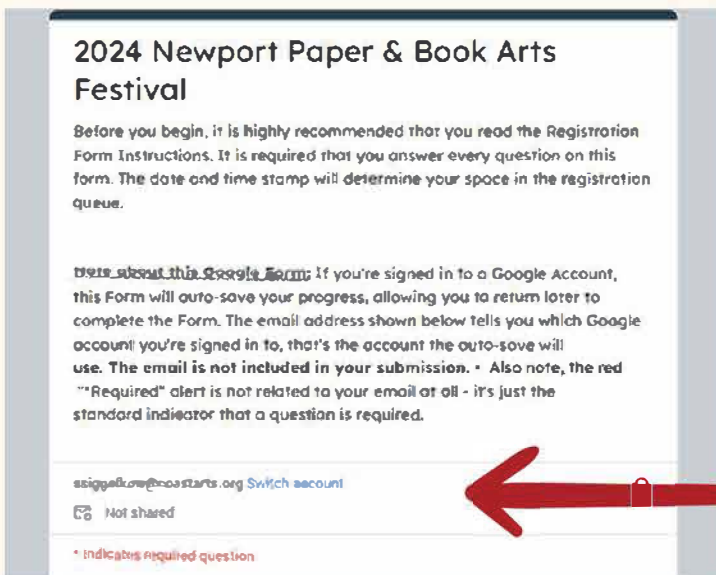 2024 Newport Paper & Book Arts
Festival
Before you begin, it is highly recommended that you read the Registration
Form Instructions. It is required that you answer every question on this
form. The date and time stamp will determine your space in the registration
queue.
Note about this Google Form: If you're signed in to a Google Account,
this Form will auto-save your progress, allowing you to return later to
complete the Form. The email address shown below tells you which Google
account you're signed in to, that's the account the auto-save will
use. The email is not included in your submission. • Also note, the red
"*Required" alert is not related to your email at all - it's just the
standard indicator that a question is required.
Switch account
Not shared
* Indicates required question